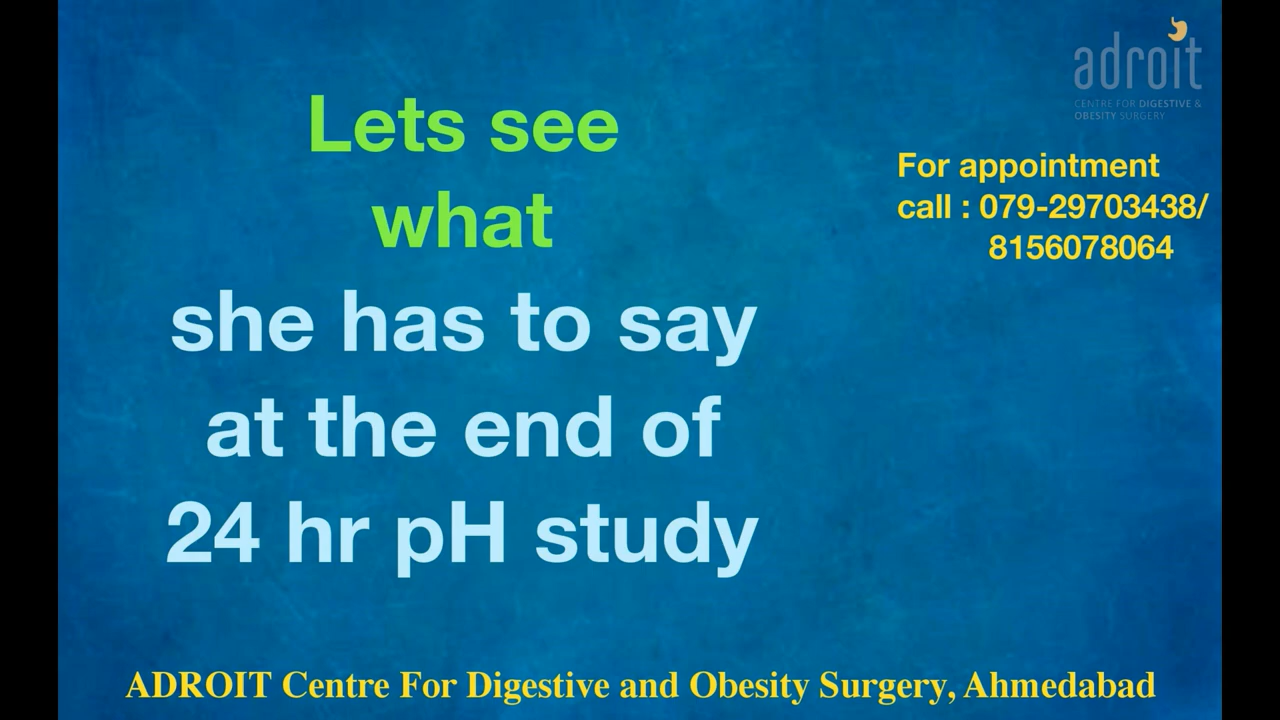 Lets see
what
she has to say
at the end of
24 hr pH study
adroit
CENTRE FOR DIGESTIVE &
OBESITY SURGERY
For appointment
call : 079-29703438/
8156078064
ADROIT Centre For Digestive and Obesity Surgery, Ahmedabad